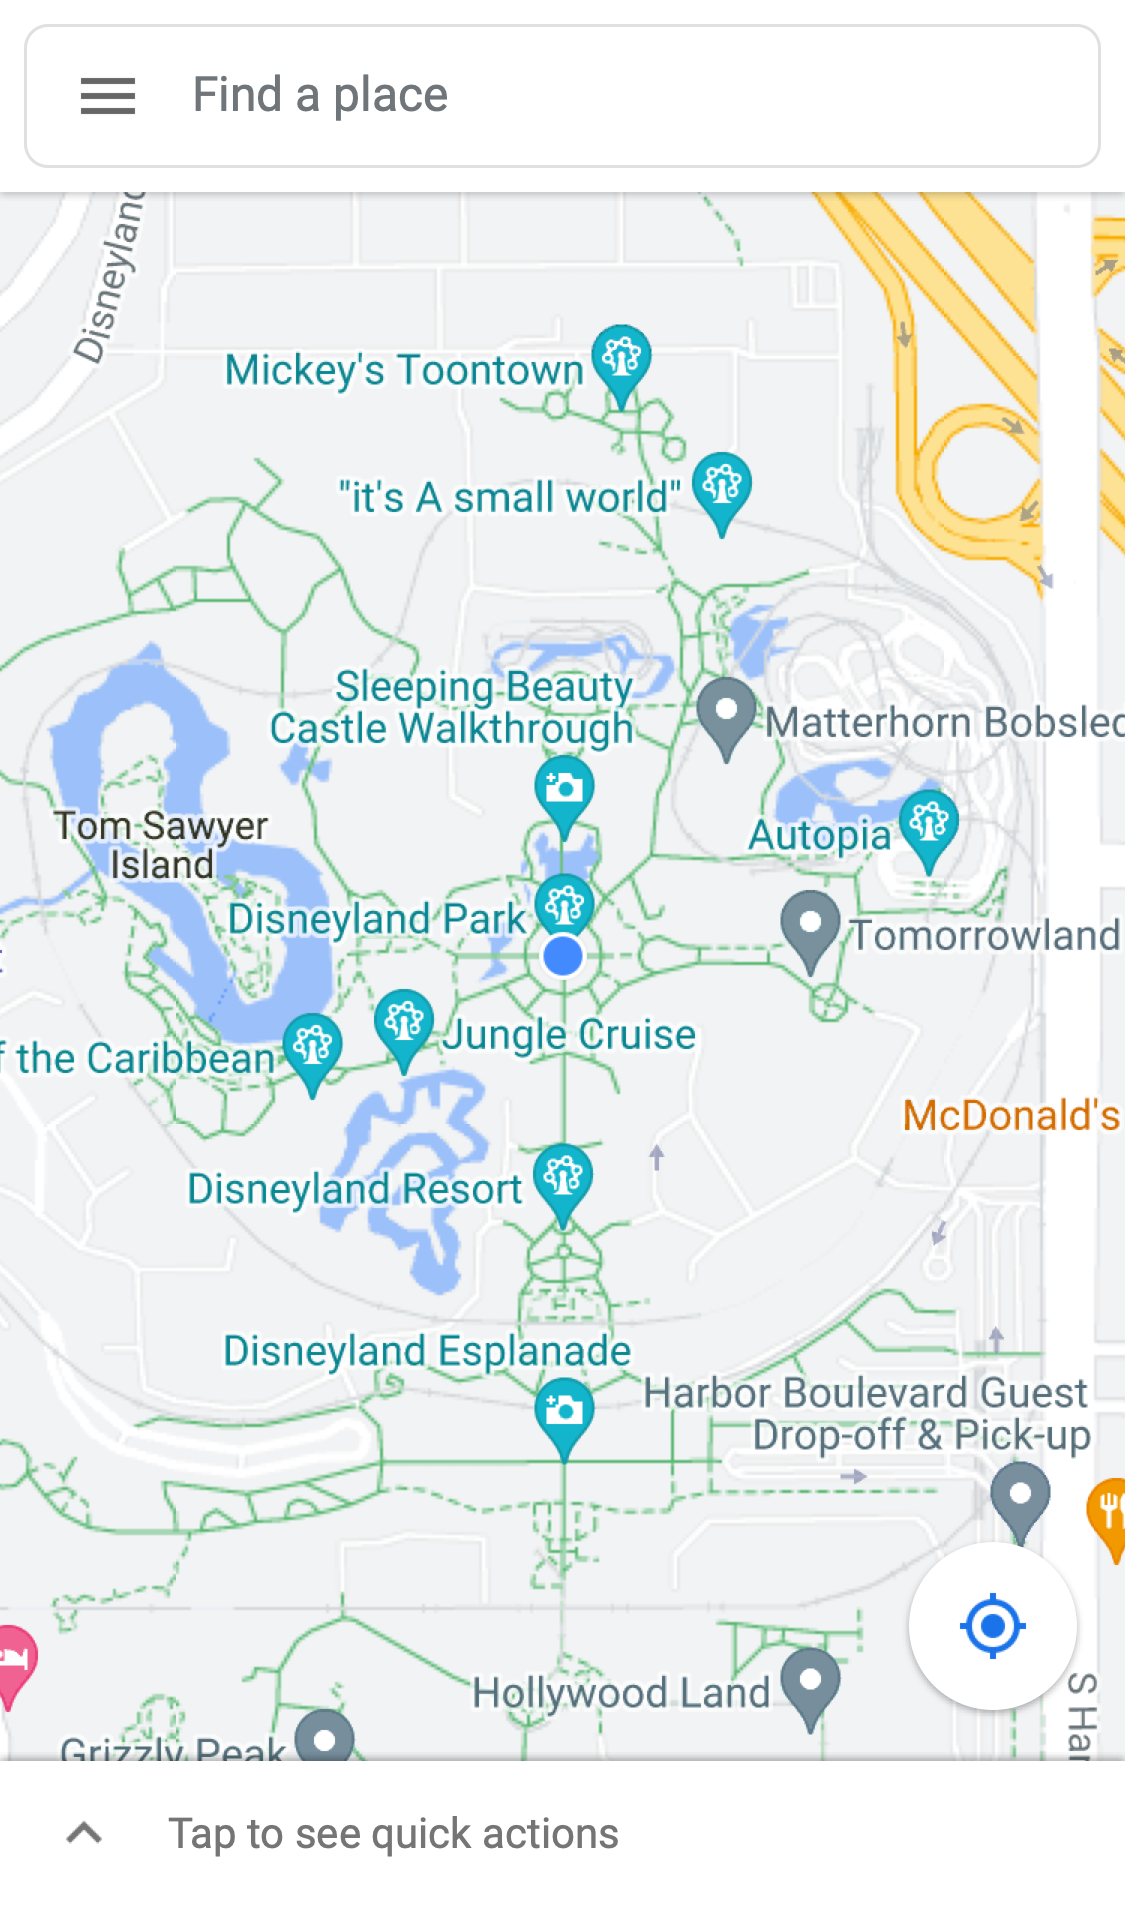 Find a place
Disneyland
Mickey's Toontown
"it's A small world"
Sleeping Beauty
Castle Walkthrough
Matterhorn Bobsled
Tom Sawyer
Island
Autopia
Disneyland Park
Tomorrowland
Jungle Cruise
f the Caribbean
McDonald's
Disneyland Resort
Disneyland Esplanade
Harbor Boulevard Guest
Drop-off & Pick-up
Hollywood Land
S Har
Grizzly Peak
Tap to see quick actions